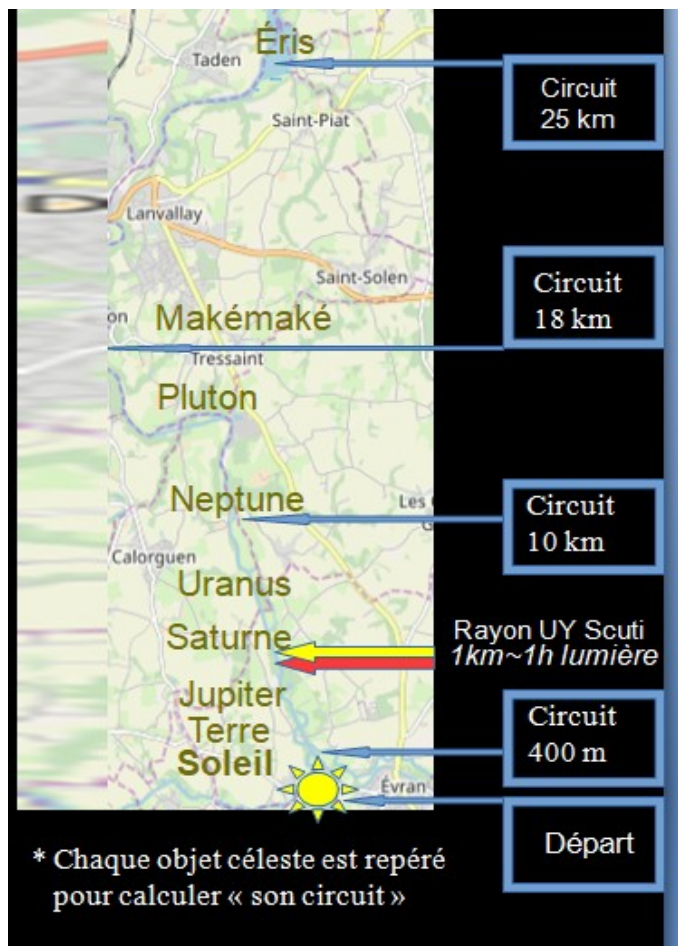 Éris
Taden
Circuit
25 km
Saint-Piat
Lanvallay
Saint-Solen
Circuit
18 km
Makémaké
on
Tressaint
Pluton
Neptune
Les
G
Circuit
10 km
Calorguen
Uranus
Saturne
Rayon UY Scuti
1km~1h lumière
Jupiter
Terre
Soleil
Circuit
400 m
Évran
Départ
* Chaque objet céleste est repéré
pour calculer « son circuit »